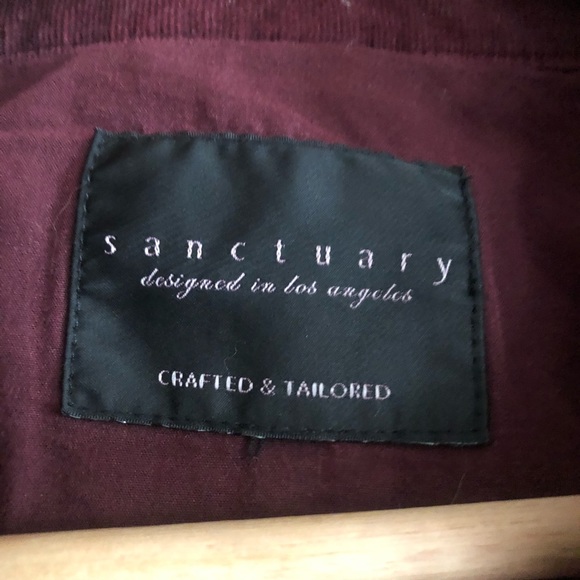 sanctuary
designed in los angeles
CRAFTED & TAILORED